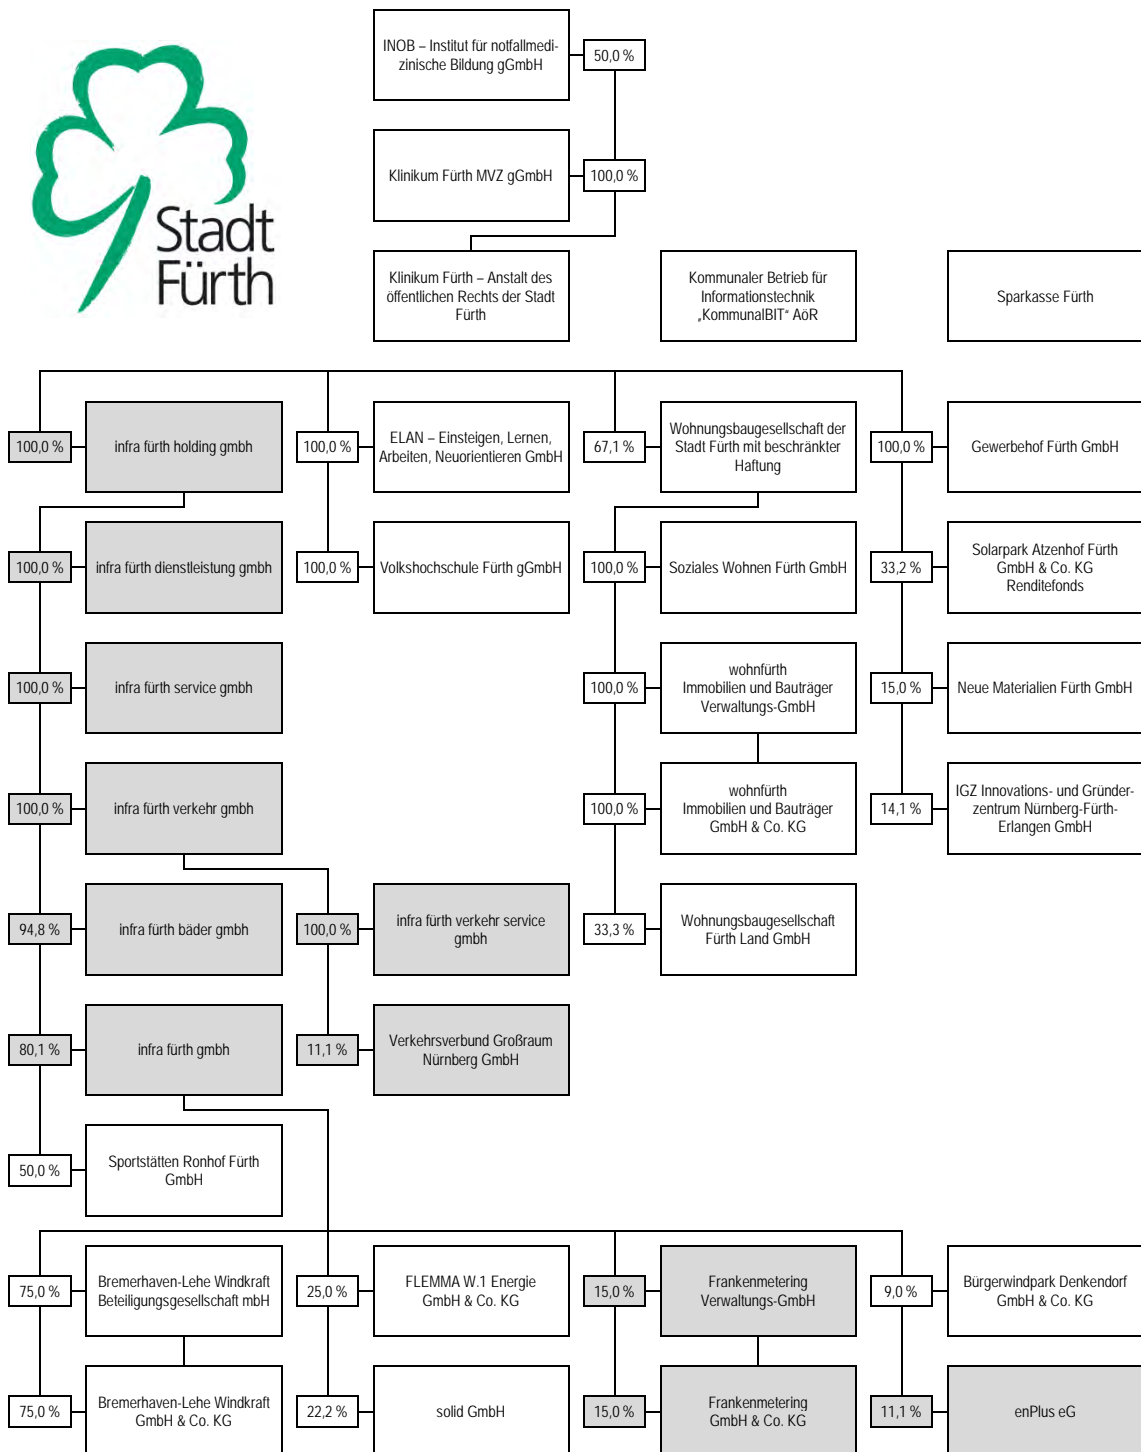 INOB – Institut für notfallmedi-
zinische Bildung gGmbH
50,0 %
Klinikum Fürth MVZ gGmbH
100,0 %
Stadt
Fürth
Klinikum Fürth – Anstalt des
öffentlichen Rechts der Stadt
Fürth
Kommunaler Betrieb für
Informationstechnik
„KommunalBIT“ AöR
Sparkasse Fürth
100,0 %
infra fürth holding gmbh
100,0 %
ELAN – Einsteigen, Lernen,
Arbeiten, Neuorientieren GmbH
67,1 %
Wohnungsbaugesellschaft der
Stadt Fürth mit beschränkter
Haftung
100,0 %
Gewerbehof Fürth GmbH
100,0 %
infra fürth dienstleistung gmbh
100,0 %
Volkshochschule Fürth gGmbH
100,0 %
Soziales Wohnen Fürth GmbH
33,2 %
Solarpark Atzenhof Fürth
GmbH & Co. KG
Renditefonds
100,0 %
infra fürth service gmbh
100,0 %
wohnfürth
Immobilien und Bauträger
Verwaltungs-GmbH
15,0 %
Neue Materialien Fürth GmbH
100,0 %
infra fürth verkehr gmbh
100,0 %
wohnfürth
Immobilien und Bauträger
GmbH & Co. KG
14,1 %
IGZ Innovations- und Gründer-
zentrum Nürnberg-Fürth-
Erlangen GmbH
94,8 %
infra fürth bäder gmbh
100,0 %
infra fürth verkehr service
gmbh
33,3 %
Wohnungsbaugesellschaft
Fürth Land GmbH
80,1 %
infra fürth gmbh
11,1 %
Verkehrsverbund Großraum
Nürnberg GmbH
50,0 %
Sportstätten Ronhof Fürth
GmbH
75,0 %
Bremerhaven-Lehe Windkraft
Beteiligungsgesellschaft mbH
25,0 %
FLEMMA W.1 Energie
GmbH & Co. KG
15,0 %
Frankenmetering
Verwaltungs-GmbH
9,0 %
Bürgerwindpark Denkendorf
GmbH & Co. KG
75,0 %
Bremerhaven-Lehe Windkraft
GmbH & Co. KG
22,2 %
solid GmbH
15,0 %
Frankenmetering
GmbH & Co. KG
11,1 %
enPlus eG